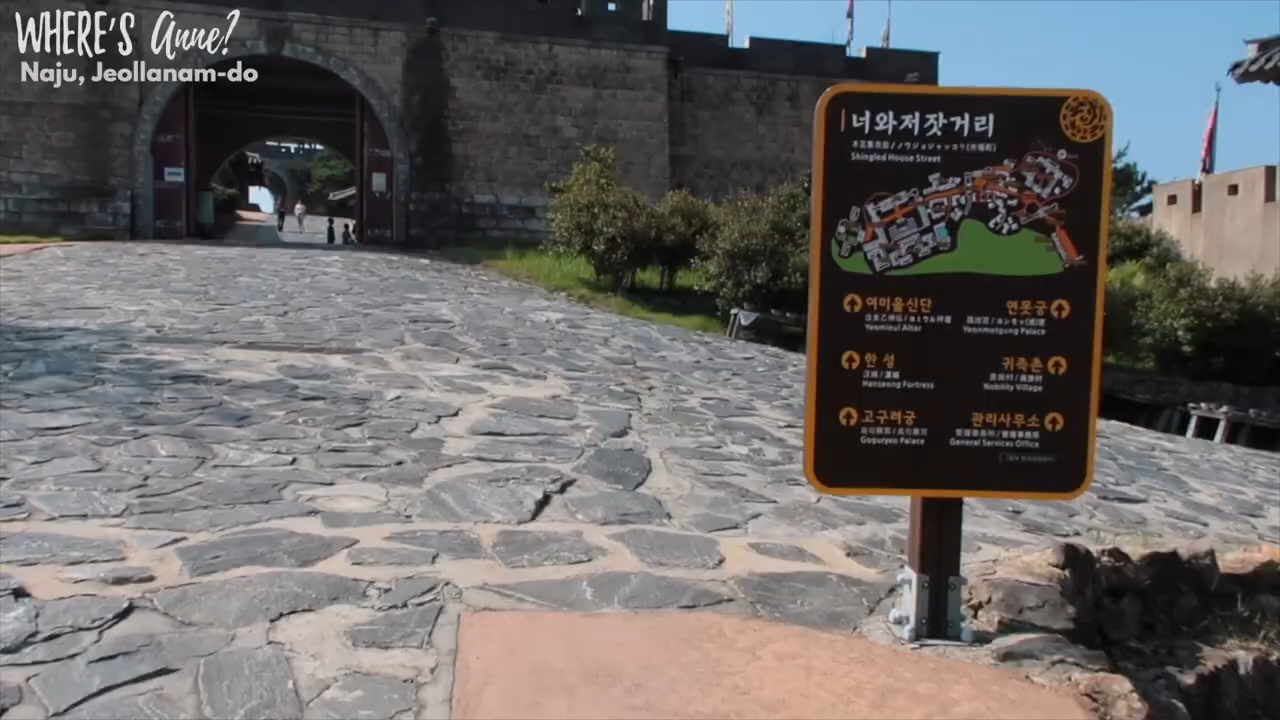 WHERE'S Anne?
Naju, Jeollanam-do
너와저잣거리
Shingled House Street
여미을신단
Yeomieul Altar
연못궁
Yeonmotgung Palace
한성
Hanseong Fortress
귀족촌
Nobility Village
고구려궁
Goguryeo Palace
관리사무소
General Services Office